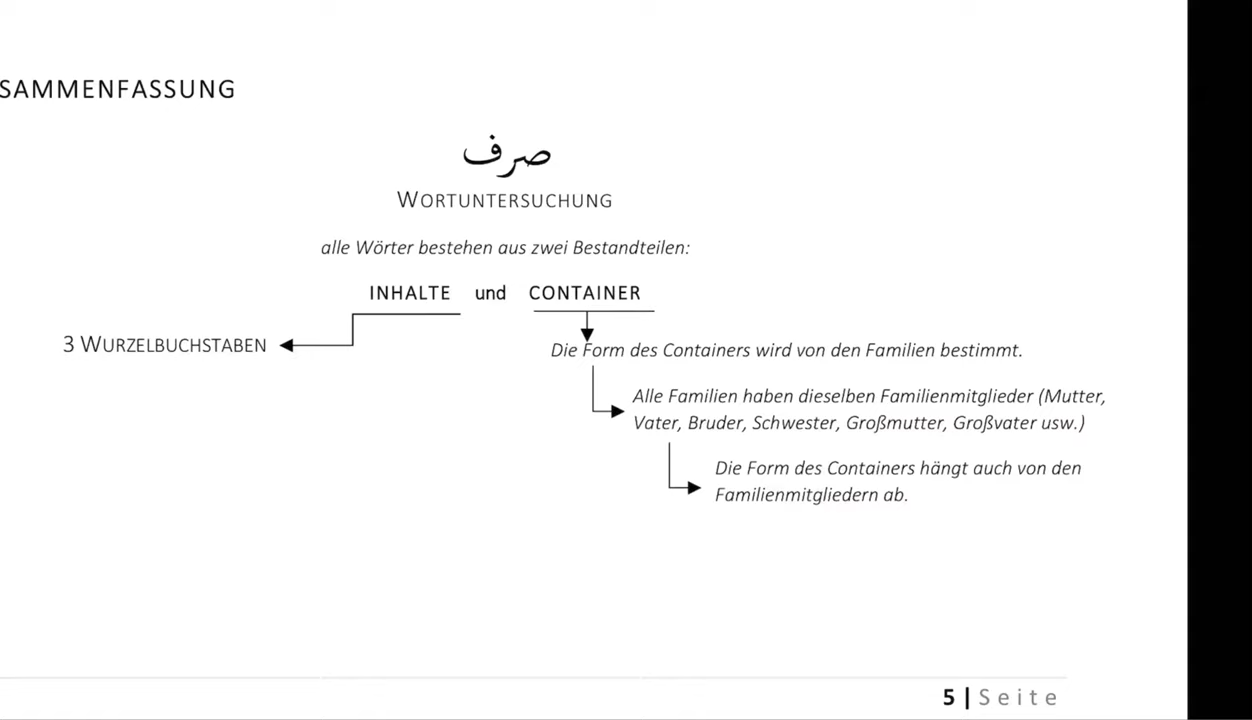 SAMMENFASSUNG
صرف
WORTUNTERSUCHUNG
alle Wörter bestehen aus zwei Bestandteilen:
INHALTE und CONTAINER
3 WURZELBUCHSTABEN
Die Form des Containers wird von den Familien bestimmt.
Alle Familien haben dieselben Familienmitglieder (Mutter,
Vater, Bruder, Schwester, Großmutter, Großvater usw.)
Die Form des Containers hängt auch von den
Familienmitgliedern ab.
5 | Seite